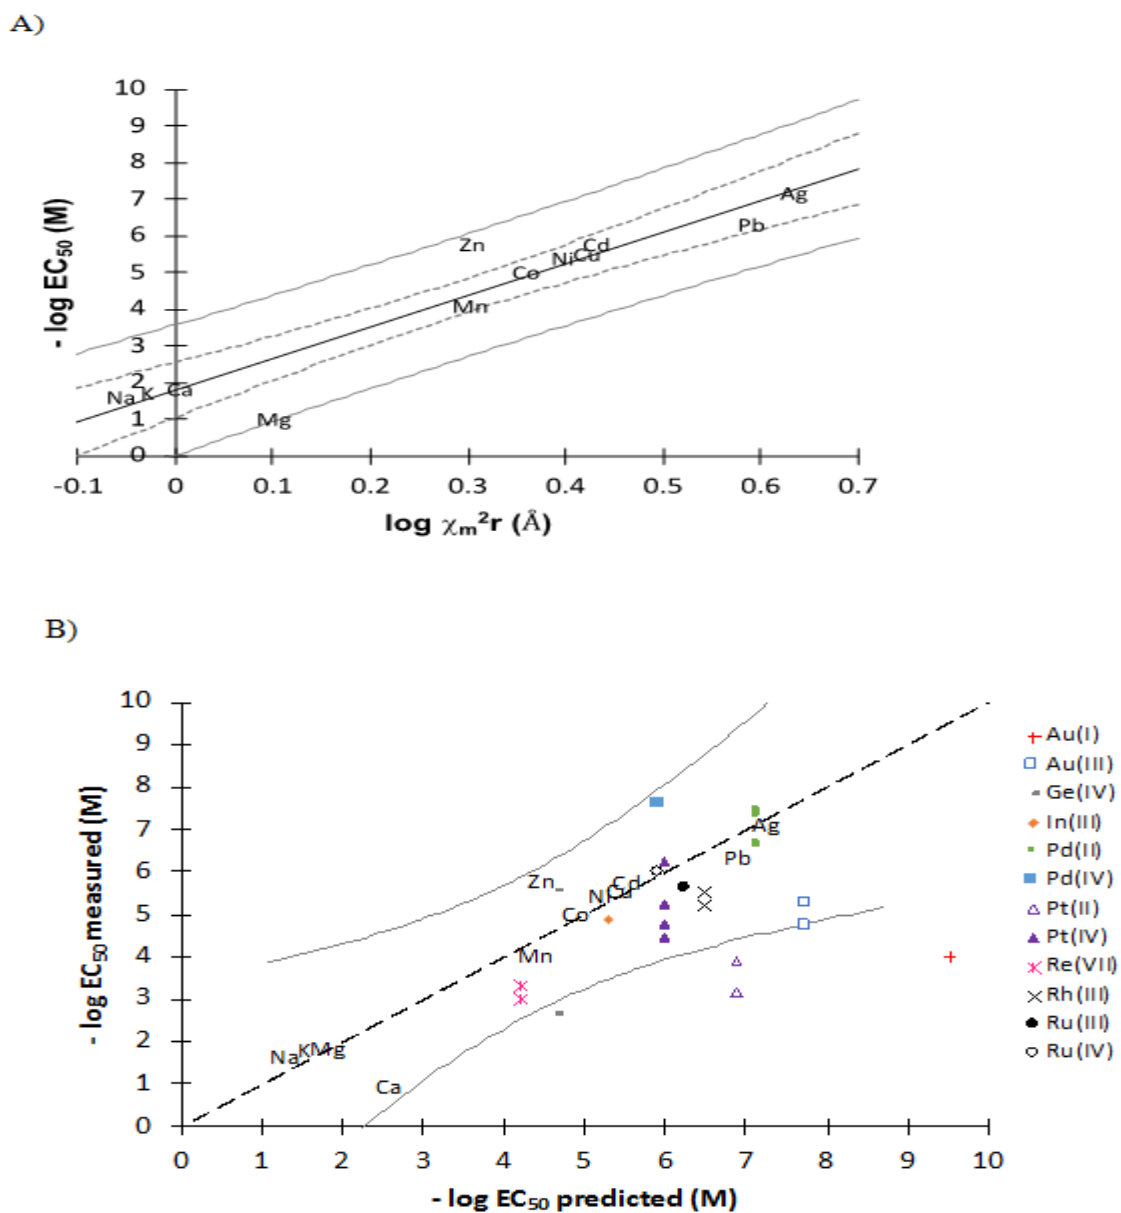 A)
10
9
8
7
6
5
4
3
2
1
0
- log EC50 (M)
Zn
Ag
Pb
Cd
Cu
Ni
Co
Mn
Na
K
Ca
Mg
-0.1 0 0.1 0.2 0.3 0.4 0.5 0.6 0.7
log χm²r (Å)
B)
10
9
8
7
6
5
4
3
2
1
0
- log EC50 measured (M)
Ag
Pb
Zn
Cd
Cu
Ni
Co
Mn
Na
K
Mg
Ca
0 1 2 3 4 5 6 7 8 9 10
- log EC50 predicted (M)
Au(I)
Au(III)
Ge(IV)
In(III)
Pd(II)
Pd(IV)
Pt(II)
Pt(IV)
Re(VII)
Rh(III)
Ru(III)
Ru(IV)